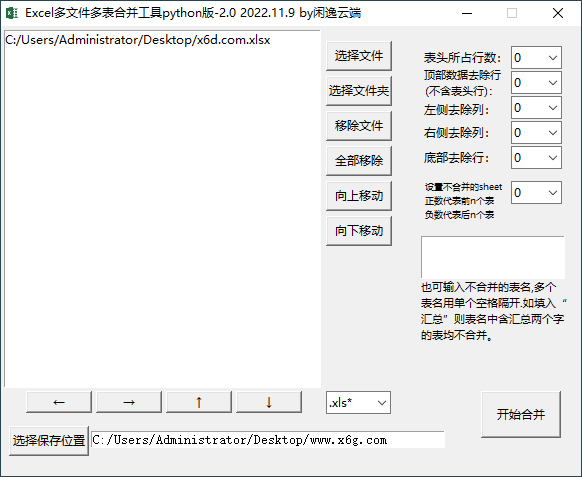 Excel多文件多表合并工具python版-2.0 2022.11.9 by闲逸云端
C:/Users/Administrator/Desktop/x6d.com.xlsx
选择文件
选择文件夹
移除文件
全部移除
向上移动
向下移动
表头所占行数： 0
顶部数据去除行
(不含表头行)： 0
左侧去除列： 0
右侧去除列： 0
底部去除行： 0
设置不合并的sheet
正数代表前n个表 0
负数代表后n个表
也可输入不合并的表名,多个
表名用单个空格隔开.如填入“
汇总”则表名中含汇总两个字
的表均不合并。
← → ↑ ↓ .xls*
开始合并
选择保存位置 C:/Users/Administrator/Desktop/www.x6g.com